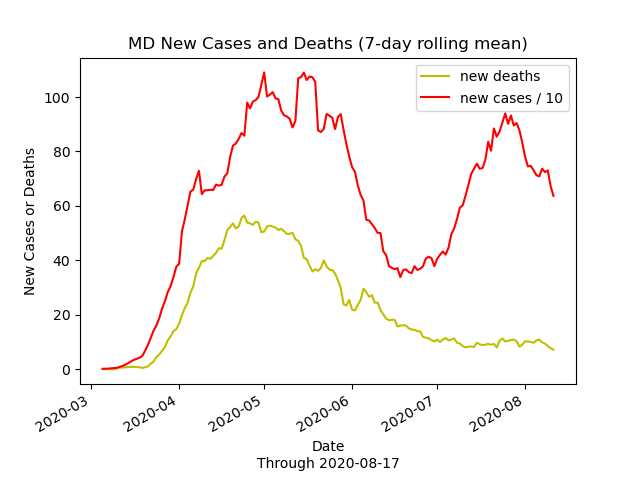 MD New Cases and Deaths (7-day rolling mean)
new deaths
new cases / 10
100
80
60
40
20
0
New Cases or Deaths
2020-03
2020-04
2020-05
2020-06
2020-07
2020-08
Date
Through 2020-08-17